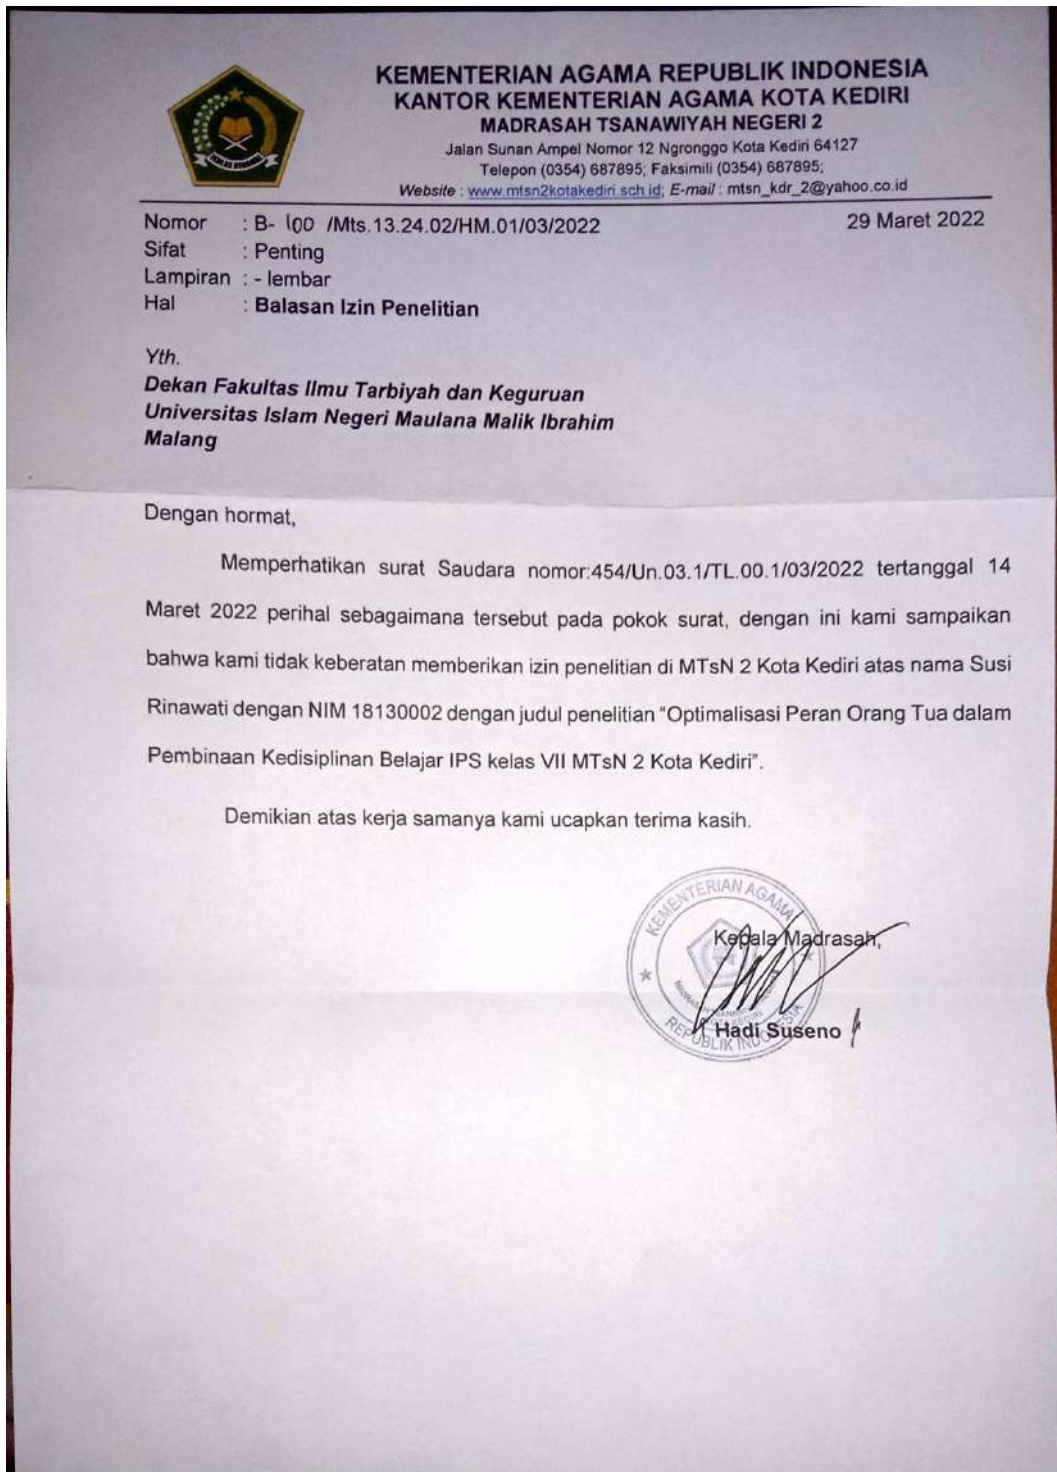 KEMENTERIAN AGAMA REPUBLIK INDONESIA
KANTOR KEMENTERIAN AGAMA KOTA KEDIRI
MADRASAH TSANAWIYAH NEGERI 2
Jalan Sunan Ampel Nomor 12 Ngronggo Kota Kediri 64127
Telepon (0354) 687895; Faksimili (0354) 687895;
Website : www.mtsn2kotakediri.sch.id; E-mail : mtsn_kdr_2@yahoo.co.id
Nomor : B- 100 /Mts.13.24.02/HM.01/03/2022 29 Maret 2022
Sifat : Penting
Lampiran : - lembar
Hal : Balasan Izin Penelitian
Yth.
Dekan Fakultas Ilmu Tarbiyah dan Keguruan
Universitas Islam Negeri Maulana Malik Ibrahim
Malang
Dengan hormat,
Memperhatikan surat Saudara nomor:454/Un.03.1/TL.00.1/03/2022 tertanggal 14
Maret 2022 perihal sebagaimana tersebut pada pokok surat, dengan ini kami sampaikan
bahwa kami tidak keberatan memberikan izin penelitian di MTsN 2 Kota Kediri atas nama Susi
Rinawati dengan NIM 18130002 dengan judul penelitian “Optimalisasi Peran Orang Tua dalam
Pembinaan Kedisiplinan Belajar IPS kelas VII MTsN 2 Kota Kediri”.
Demikian atas kerja samanya kami ucapkan terima kasih.
KEMENTERIAN AGAMA
Kepala Madrasah,
REPUBLIK INDONESIA
Hadi Suseno